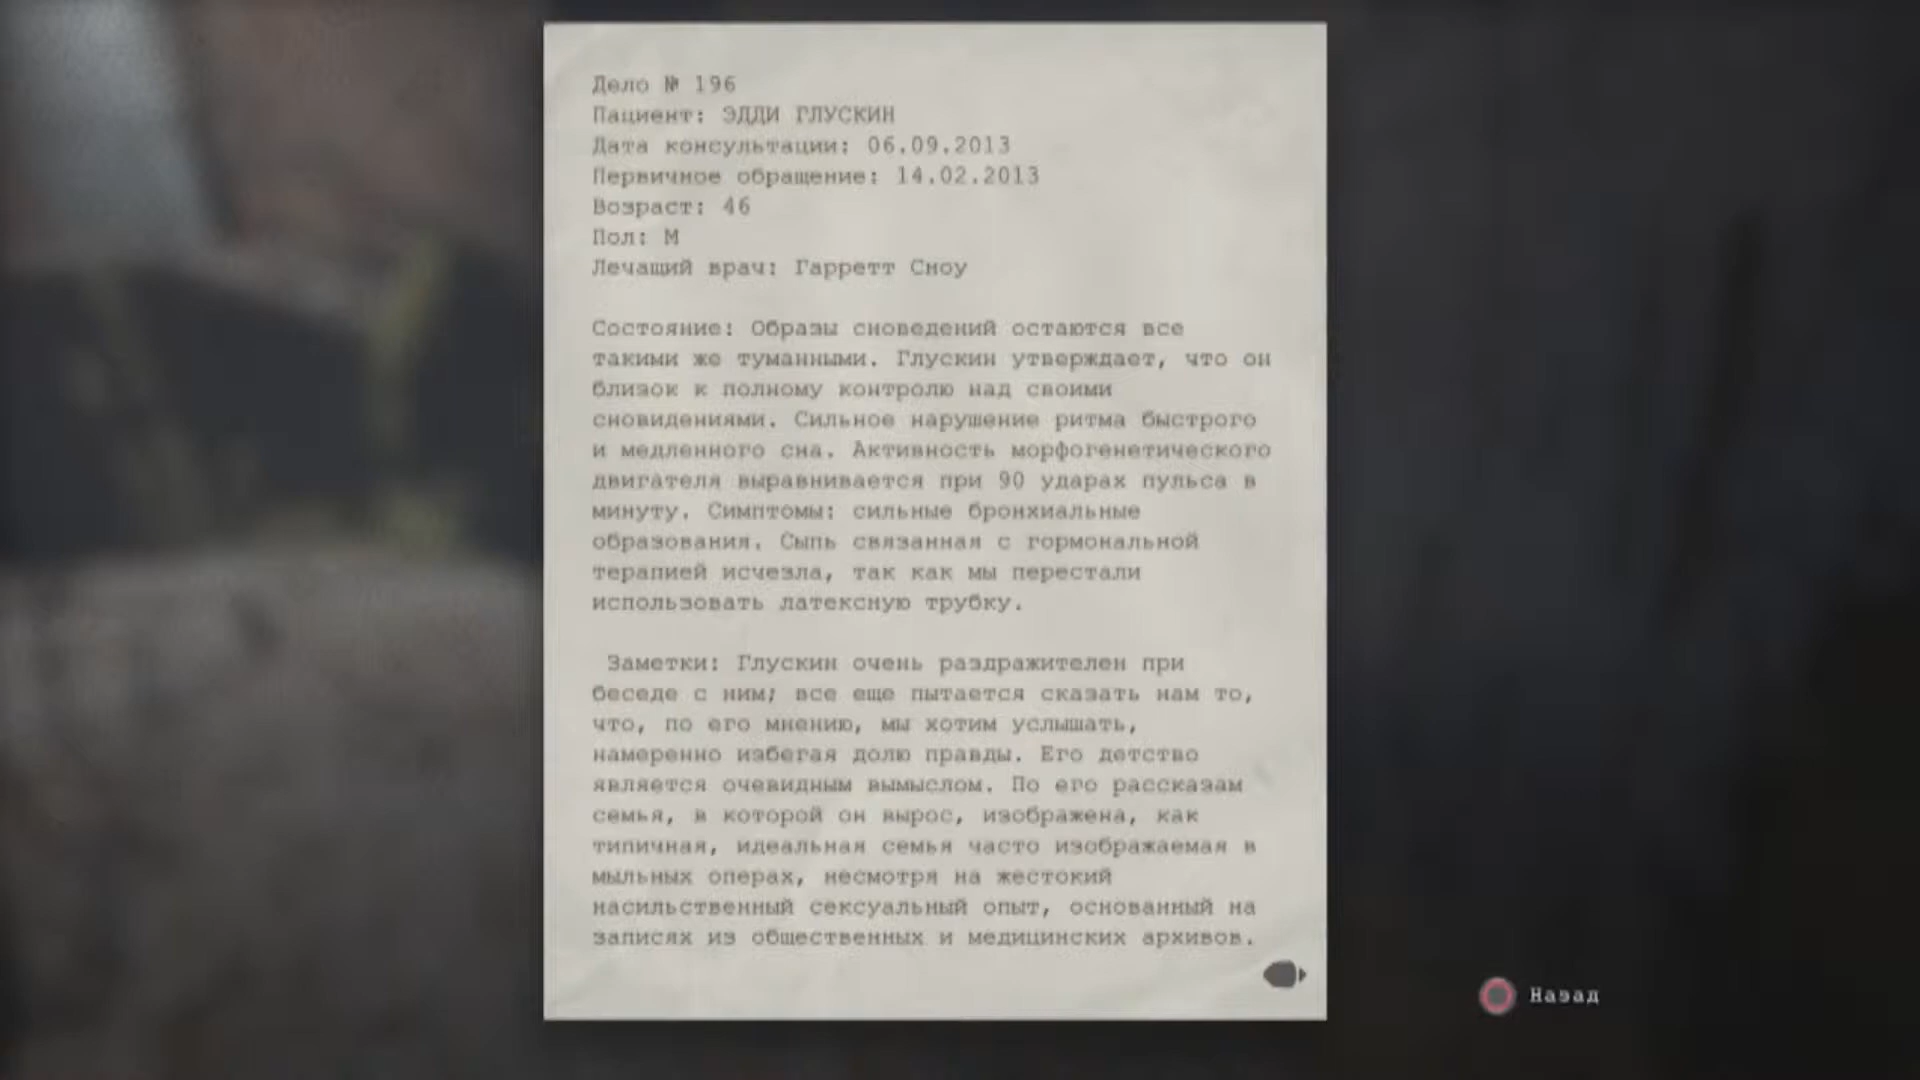 Дело № 196
Пациент: ЭДДИ ГЛУСКИН
Дата консультации: 06.09.2013
Первичное обращение: 14.02.2013
Возраст: 46
Пол: М
Лечащий врач: Гарретт Сноу
Состояние: Образы сноведений остаются все
такими же туманными. Глускин утверждает, что он
близок к полному контролю над своими
сновидениями. Сильное нарушение ритма быстрого
и медленного сна. Активность морфогенетического
двигателя выравнивается при 90 ударах пульса в
минуту. Симптомы: сильные бронхиальные
образования. Сыпь связанная с гормональной
терапией исчезла, так как мы перестали
использовать латексную трубку.
Заметки: Глускин очень раздражителен при
беседе с ним; все еще пытается сказать нам то,
что, по его мнению, мы хотим услышать,
намеренно избегая долю правды. Его детство
является очевидным вымыслом. По его рассказам
семья, в которой он вырос, изображена, как
типичная, идеальная семья часто изображаемая в
мыльных операх, несмотря на жестокий
насильственный сексуальный опыт, основанный на
записях из общественных и медицинских архивов.
Назад